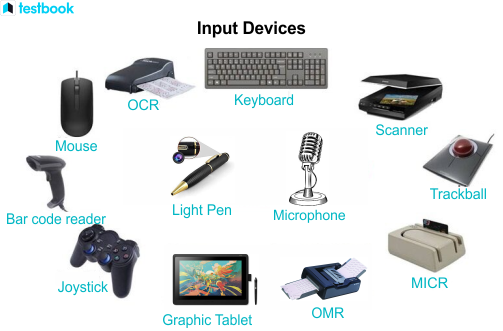 testbook
Input Devices
OCR
Keyboard
Scanner
Mouse
Trackball
Bar code reader
Light Pen
Microphone
Joystick
Graphic Tablet
OMR
MICR